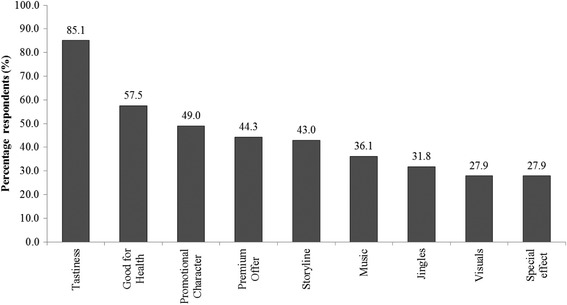 Percentage respondents (%)
100.0
90.0
80.0
70.0
60.0
50.0
40.0
30.0
20.0
10.0
0.0
85.1
57.5
49.0
44.3
43.0
36.1
31.8
27.9
27.9
Tastiness
Good for
Health
Promotional
Character
Premium
Offer
Storyline
Music
Jingles
Visuals
Special
effect